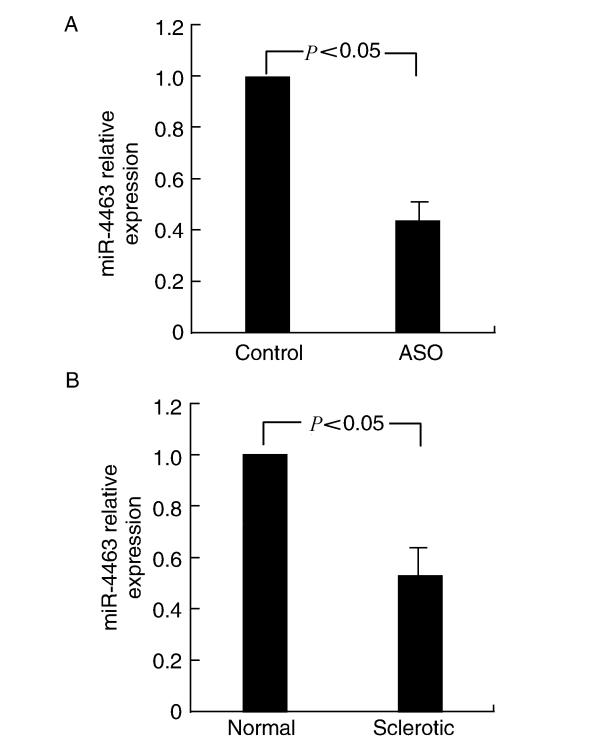 A
1.2
1.0
0.8
0.6
0.4
0.2
0
miR-4463 relative
expression
P<0.05
Control ASO
B
1.2
1.0
0.8
0.6
0.4
0.2
0
miR-4463 relative
expression
P<0.05
Normal Sclerotic